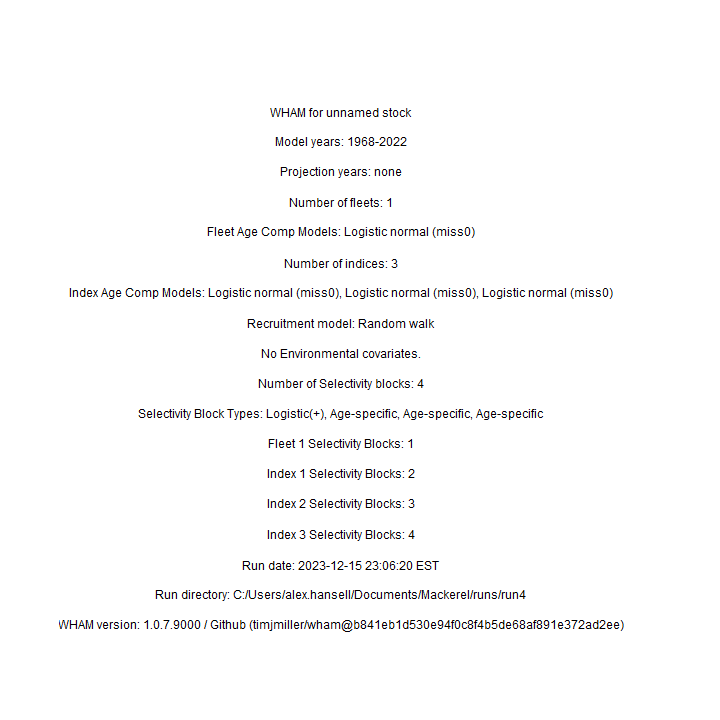 WHAM for unnamed stock
Model years: 1968-2022
Projection years: none
Number of fleets: 1
Fleet Age Comp Models: Logistic normal (miss0)
Number of indices: 3
Index Age Comp Models: Logistic normal (miss0), Logistic normal (miss0), Logistic normal (miss0)
Recruitment model: Random walk
No Environmental covariates.
Number of Selectivity blocks: 4
Selectivity Block Types: Logistic(+), Age-specific, Age-specific, Age-specific
Fleet 1 Selectivity Blocks: 1
Index 1 Selectivity Blocks: 2
Index 2 Selectivity Blocks: 3
Index 3 Selectivity Blocks: 4
Run date: 2023-12-15 23:06:20 EST
Run directory: C:/Users/alex.hansell/Documents/Mackerel/runs/run4
WHAM version: 1.0.7.9000 / Github (timjmiller/wham@b841eb1d530e94f0c8f4b5de68af891e372ad2ee)